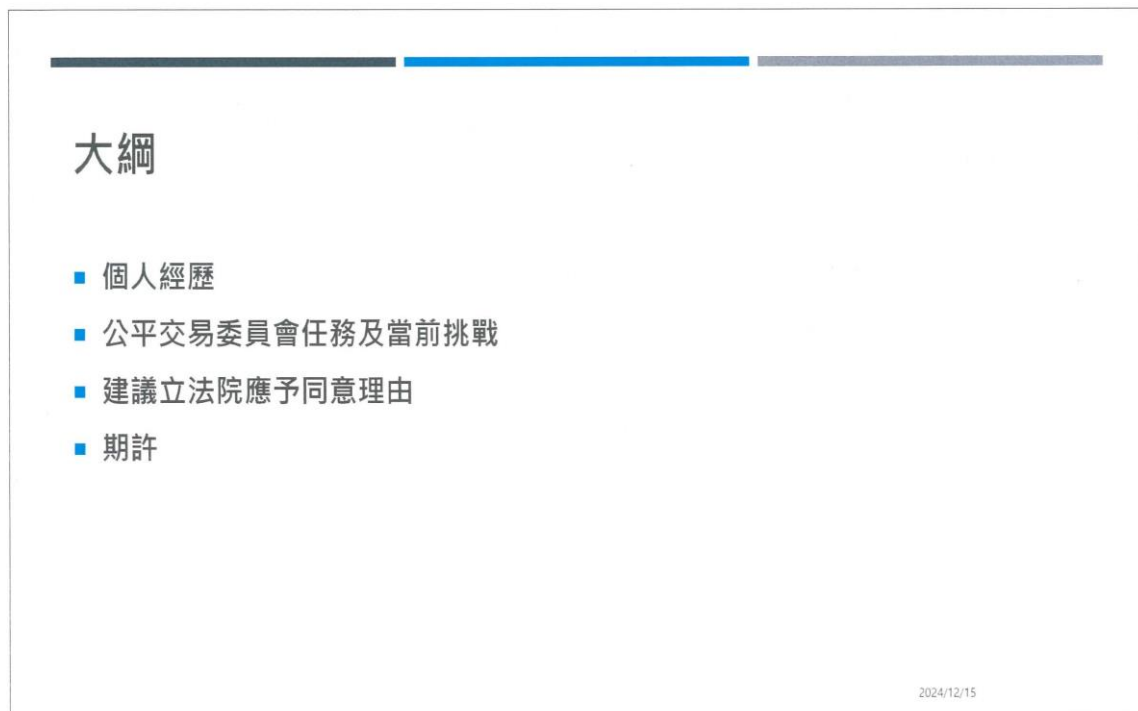 大綱
個人經歷
公平交易委員會任務及當前挑戰
建議立法院應予同意理由
期許
2024/12/15